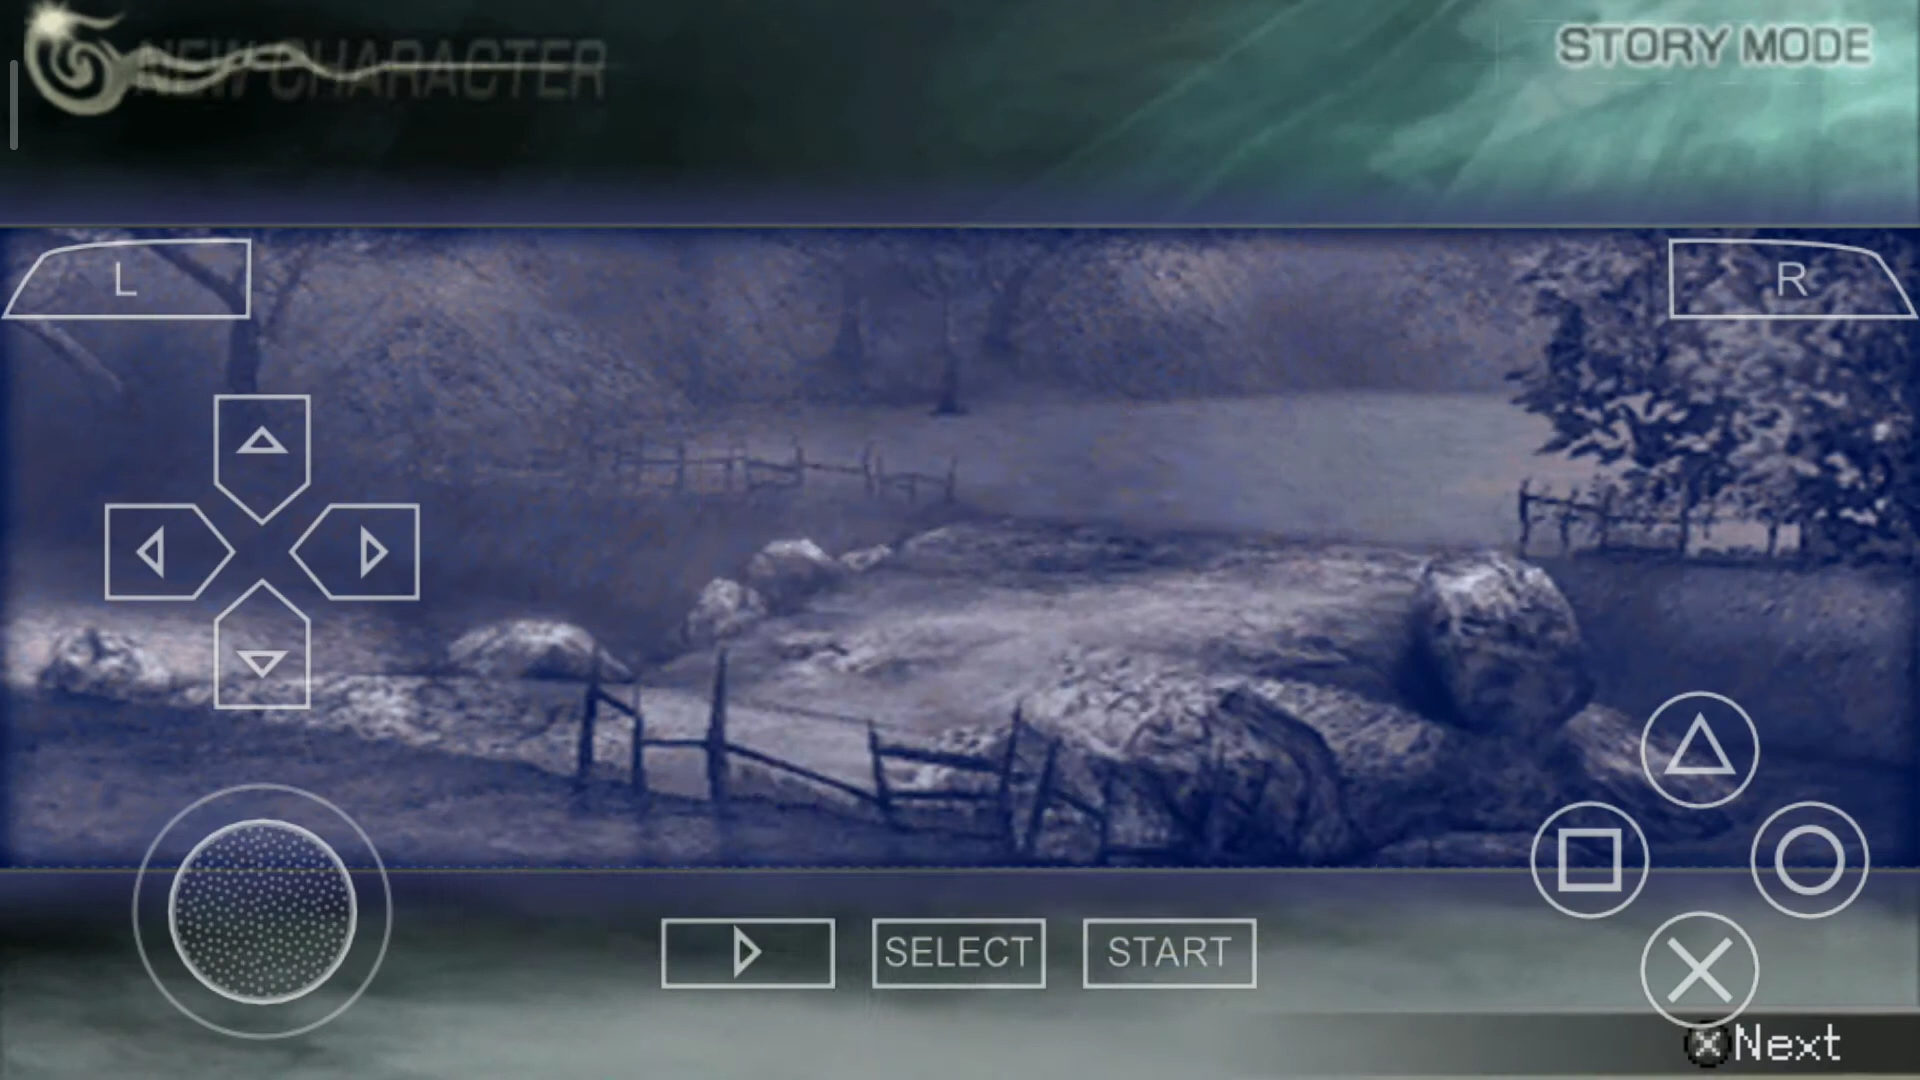 NEW CHARACTER
STORY MODE
L
R
SELECT
START
Next